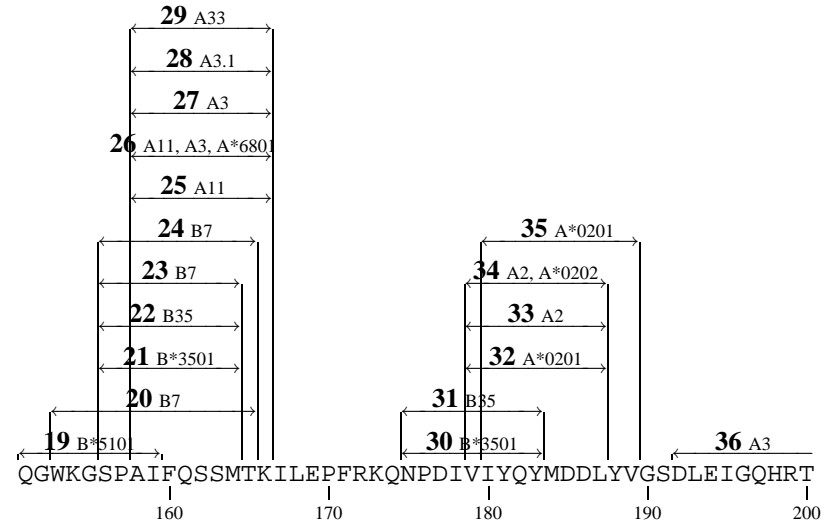 29 A33
28 A3.1
27 A3
26 A11, A3, A*6801
25 A11
24 B7
35 A*0201
23 B7
34 A2, A*0202
22 B35
33 A2
21 B*3501
32 A*0201
20 B7
31 B35
19 B*5101
30 B*3501
36 A3
QGWKGSPAIFQSSMTKILEPFRKQNPDIVIYQYMDDLYVGSDLEIGQHRT
160 170 180 190 200